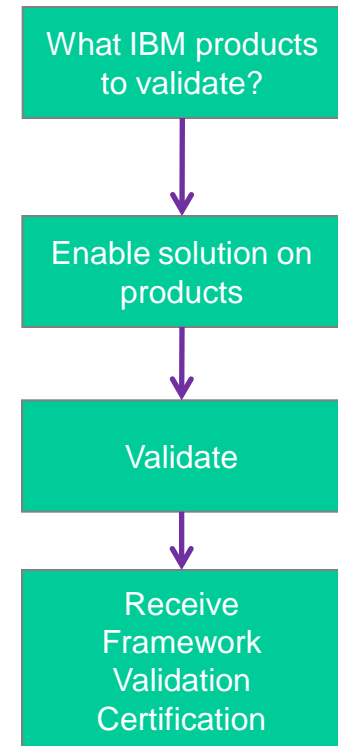 What IBM products
to validate?
Enable solution on
products
Validate
Receive
Framework
Validation
Certification